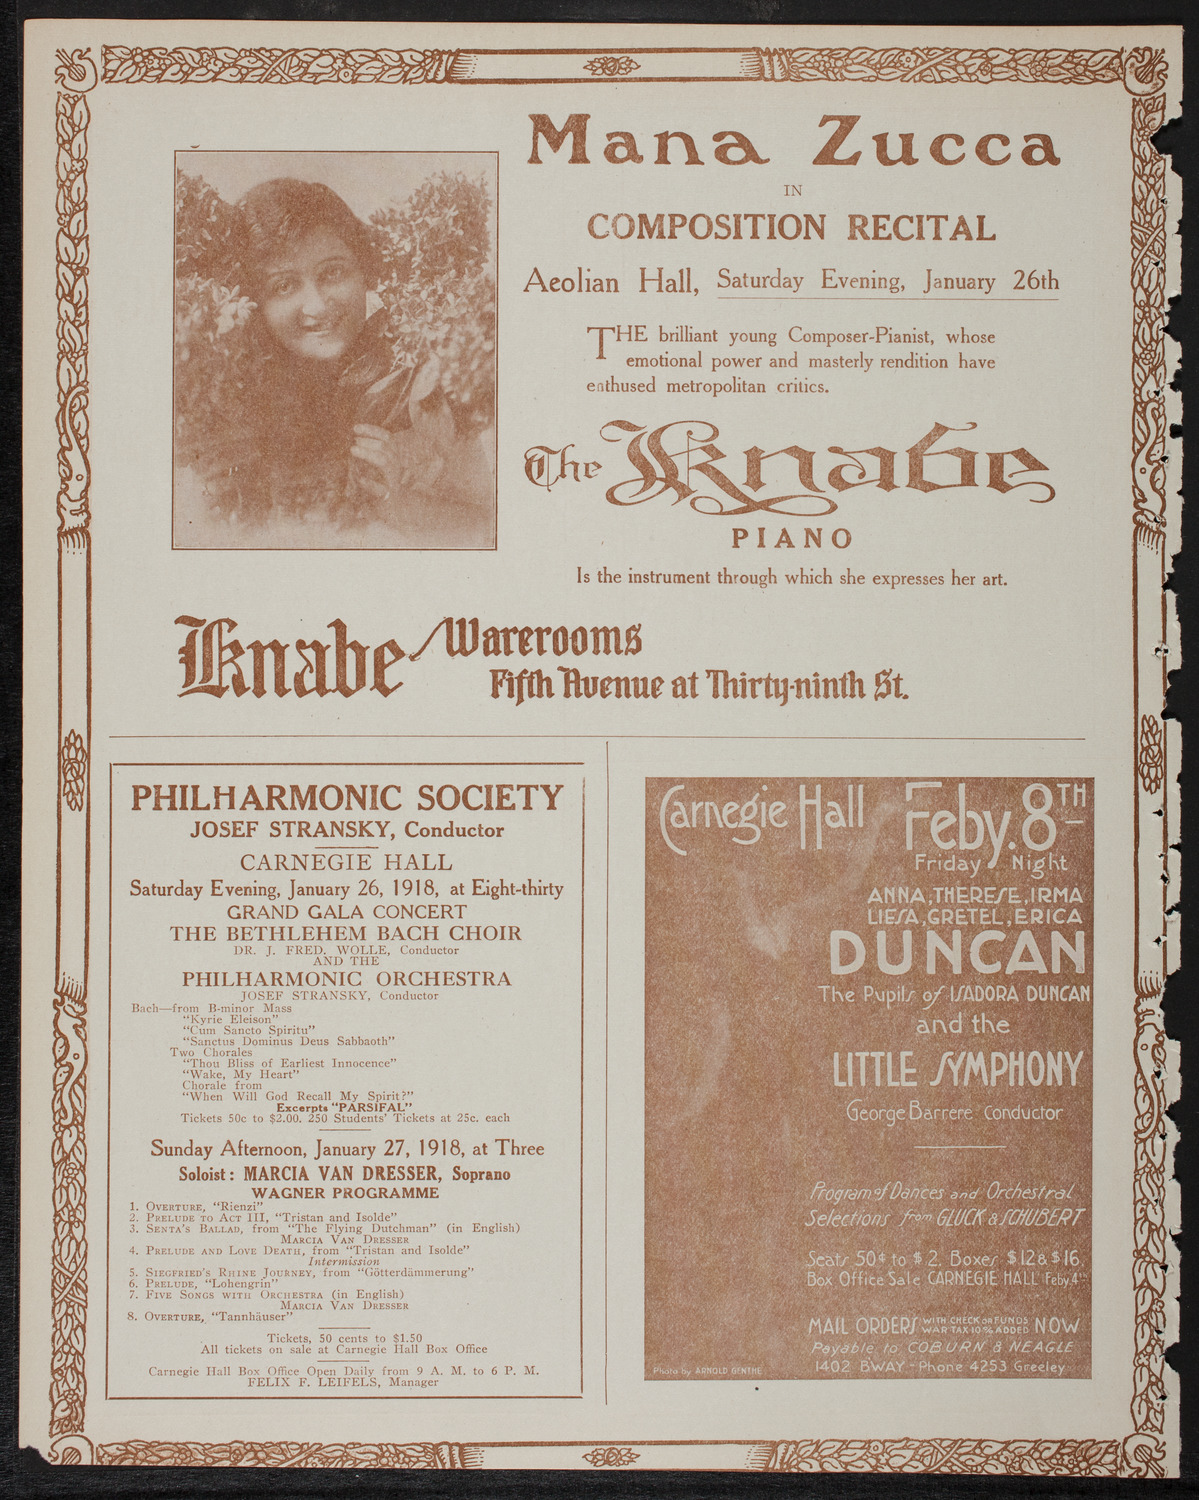 Mana Zucca
IN
COMPOSITION RECITAL
Aeolian Hall, Saturday Evening, January 26th
THE brilliant young Composer-Pianist, whose
emotional power and masterly rendition have
enthused metropolitan critics.
The Knabe
PIANO
Is the instrument through which she expresses her art.
Knabe Warerooms
Fifth Avenue at Thirty-ninth St.
PHILHARMONIC SOCIETY
JOSEF STRANSKY, Conductor
CARNEGIE HALL
Saturday Evening, January 26, 1918, at Eight-thirty
GRAND GALA CONCERT
THE BETHLEHEM BACH CHOIR
DR. J. FRED. WOLLE, Conductor
AND THE
PHILHARMONIC ORCHESTRA
JOSEF STRANSKY, Conductor
Bach—from B-minor Mass
"Kyrie Eleison"
"Cum Sancto Spiritu"
"Sanctus Dominus Deus Sabbaoth"
Two Chorales
"Thou Bliss of Earliest Innocence"
"Wake, My Heart"
Chorale from
"When Will God Recall My Spirit?"
Excerpts "PARSIFAL"
Tickets 50c to $2.00. 250 Students' Tickets at 25c. each
Sunday Afternoon, January 27, 1918, at Three
Soloist: MARCIA VAN DRESSER, Soprano
WAGNER PROGRAMME
1. OVERTURE, "Rienzi"
2. PRELUDE TO ACT III, "Tristan and Isolde"
3. SENTA'S BALLAD, from "The Flying Dutchman" (in English)
MARCIA VAN DRESSER
4. PRELUDE AND LOVE DEATH, from "Tristan and Isolde"
Intermission
5. SIEGFRIED'S RHINE JOURNEY, from "Götterdämmerung"
6. PRELUDE, "Lohengrin"
7. FIVE SONGS WITH ORCHESTRA (in English)
MARCIA VAN DRESSER
8. OVERTURE, "Tannhäuser"
Tickets, 50 cents to $1.50
All tickets on sale at Carnegie Hall Box Office
Carnegie Hall Box Office Open Daily from 9 A. M. to 6 P. M.
FELIX F. LEIFELS, Manager
Carnegie Hall Feby. 8TH
Friday Night
ANNA, THERESE, IRMA
LIESA, GRETEL, ERICA
DUNCAN
The Pupils of ISADORA DUNCAN
and the
LITTLE SYMPHONY
George Barrere Conductor
Program of Dances and Orchestral
Selections from GLUCK & SCHUBERT
Seats 50¢ to $2. Boxes $12 & $16.
Box Office Sale CARNEGIE HALL Feby. 4th
MAIL ORDERS WITH CHECK OR FUNDS WAR TAX 10% ADDED NOW
Payable to COBURN & NEAGLE
1402 BWAY - Phone 4253 Greeley
Photo by ARNOLD GENTHE